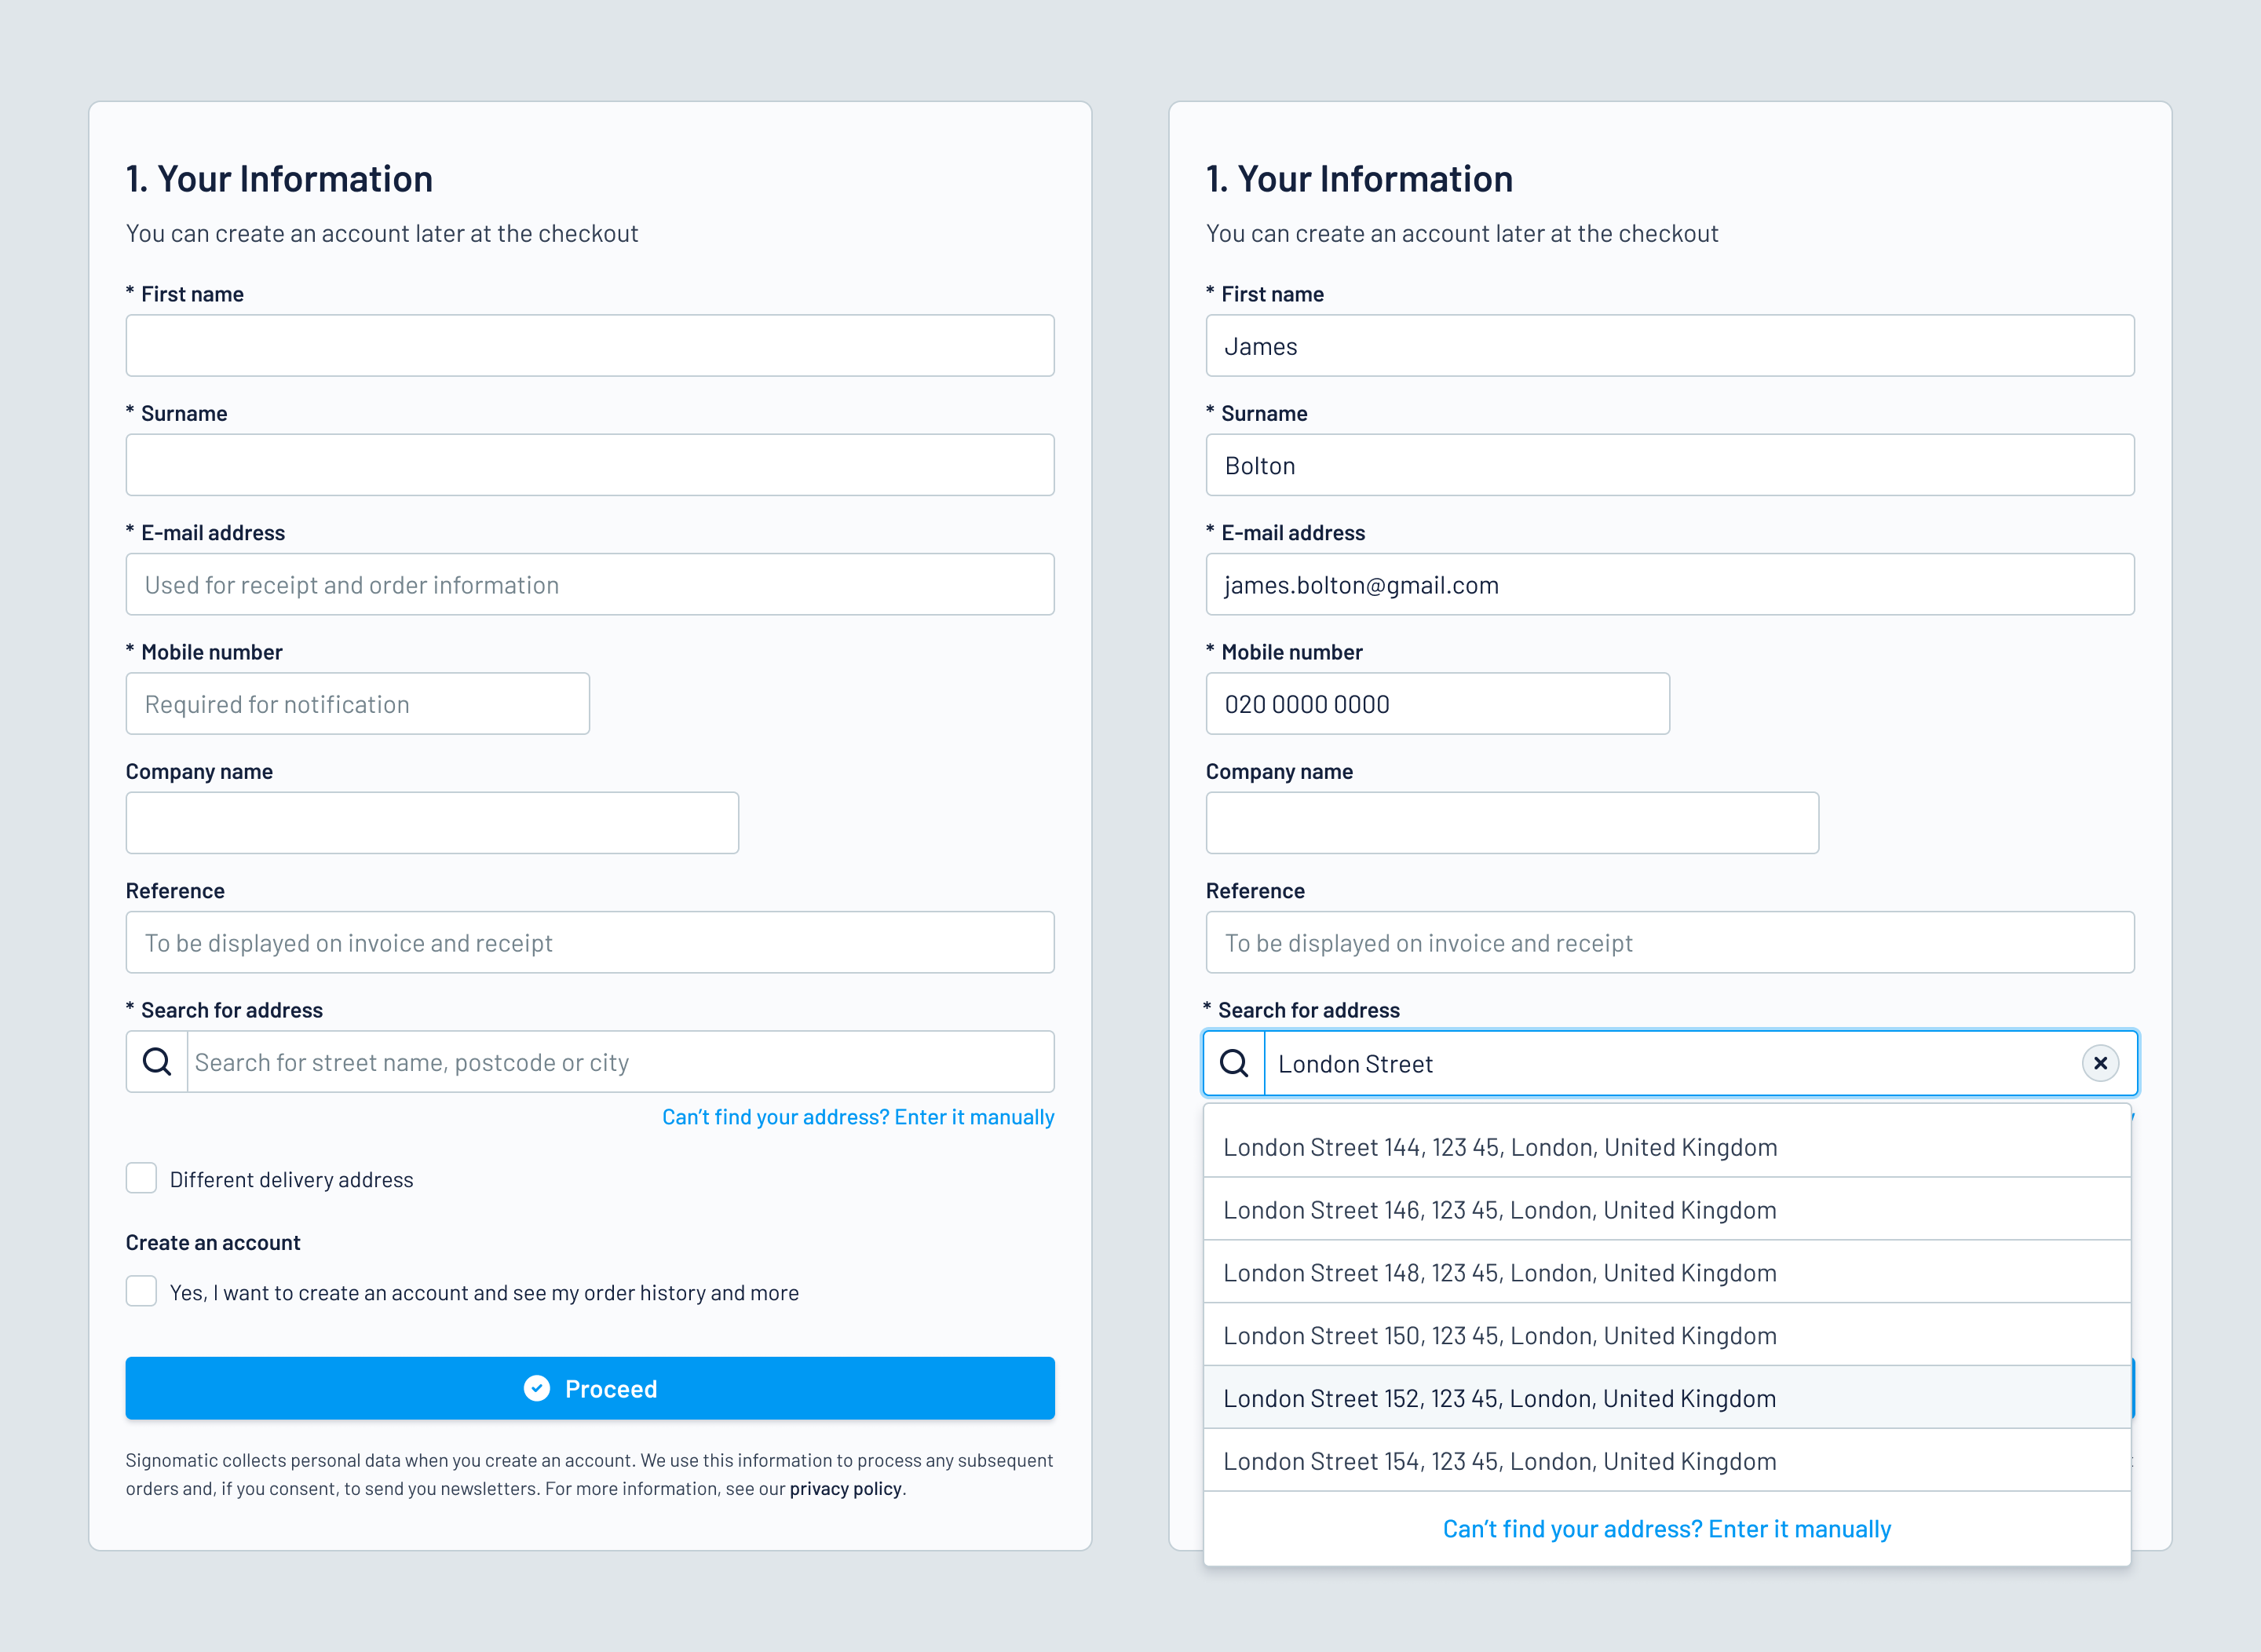 1. Your Information
You can create an account later at the checkout
* First name
* Surname
* E-mail address
Used for receipt and order information
* Mobile number
Required for notification
Company name
Reference
To be displayed on invoice and receipt
* Search for address
Search for street name, postcode or city
Can't find your address? Enter it manually
Different delivery address
Create an account
Yes, I want to create an account and see my order history and more
Proceed
Signomatic collects personal data when you create an account. We use this information to process any subsequent
orders and, if you consent, to send you newsletters. For more information, see our privacy policy.
1. Your Information
You can create an account later at the checkout
* First name
James
* Surname
Bolton
* E-mail address
james.bolton@gmail.com
* Mobile number
020 0000 0000
Company name
Reference
To be displayed on invoice and receipt
* Search for address
London Street
London Street 144, 123 45, London, United Kingdom
London Street 146, 123 45, London, United Kingdom
London Street 148, 123 45, London, United Kingdom
London Street 150, 123 45, London, United Kingdom
London Street 152, 123 45, London, United Kingdom
London Street 154, 123 45, London, United Kingdom
Can't find your address? Enter it manually